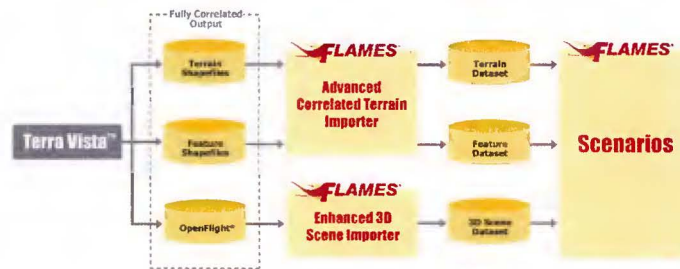 Fully Correlated
Output
Terra Vista™
Terrain
Shapefiles
Feature
Shapefiles
OpenFlight®
FLAMES®
Advanced
Correlated Terrain
Importer
FLAMES®
Enhanced 3D
Scene Importer
Terrain
Dataset
Feature
Dataset
3D Scene
Dataset
FLAMES®
Scenarios